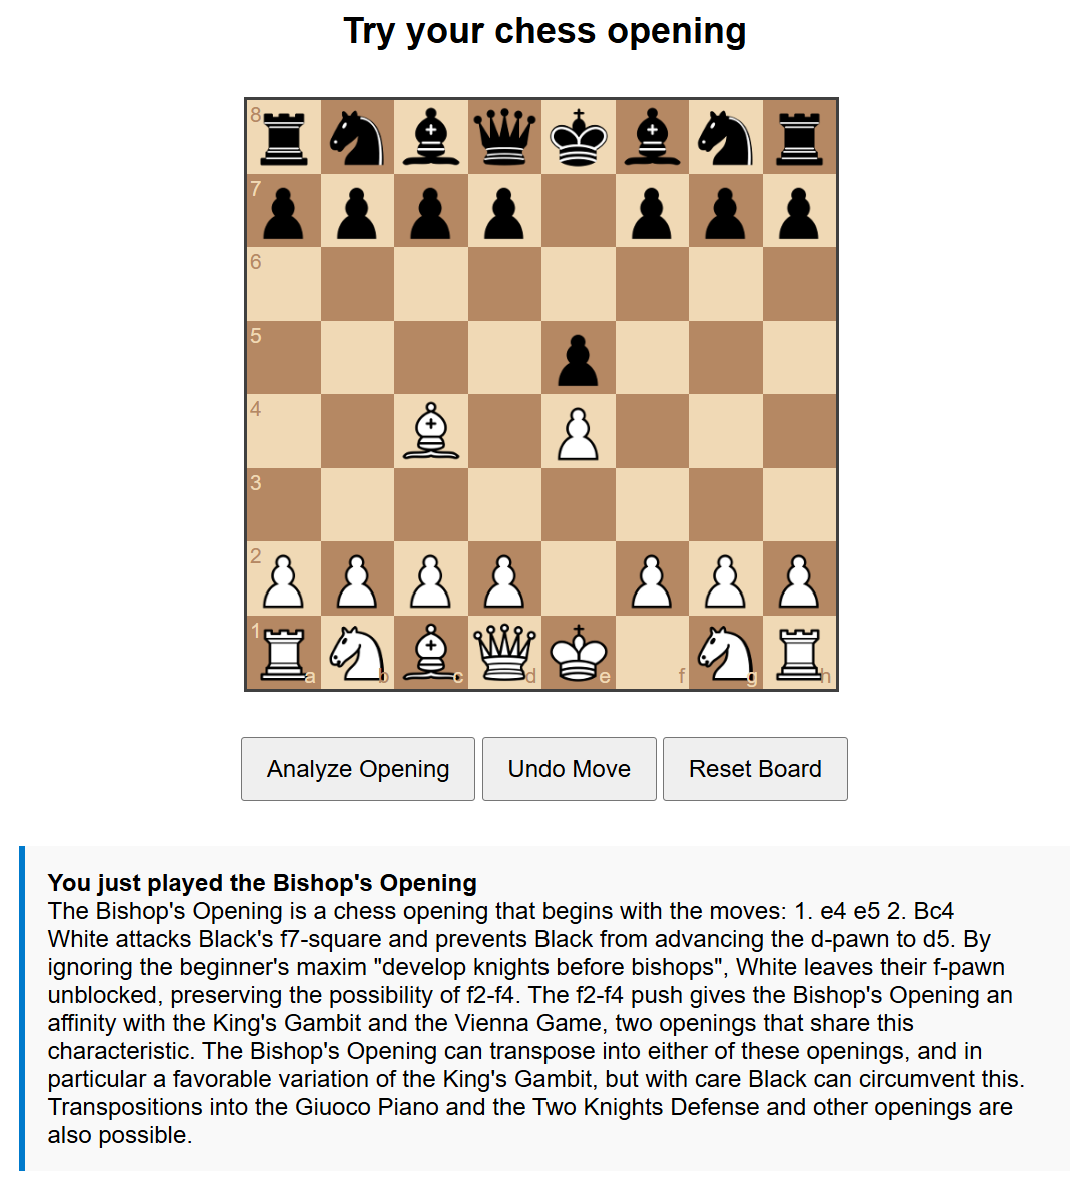 Try your chess opening
8
7
6
5
4
3
2
1
a b c d e f g h
Analyze Opening Undo Move Reset Board
You just played the Bishop's Opening
The Bishop's Opening is a chess opening that begins with the moves: 1. e4 e5 2. Bc4
White attacks Black's f7-square and prevents Black from advancing the d-pawn to d5. By
ignoring the beginner's maxim "develop knights before bishops", White leaves their f-pawn
unblocked, preserving the possibility of f2-f4. The f2-f4 push gives the Bishop's Opening an
affinity with the King's Gambit and the Vienna Game, two openings that share this
characteristic. The Bishop's Opening can transpose into either of these openings, and in
particular a favorable variation of the King's Gambit, but with care Black can circumvent this.
Transpositions into the Giuoco Piano and the Two Knights Defense and other openings are
also possible.